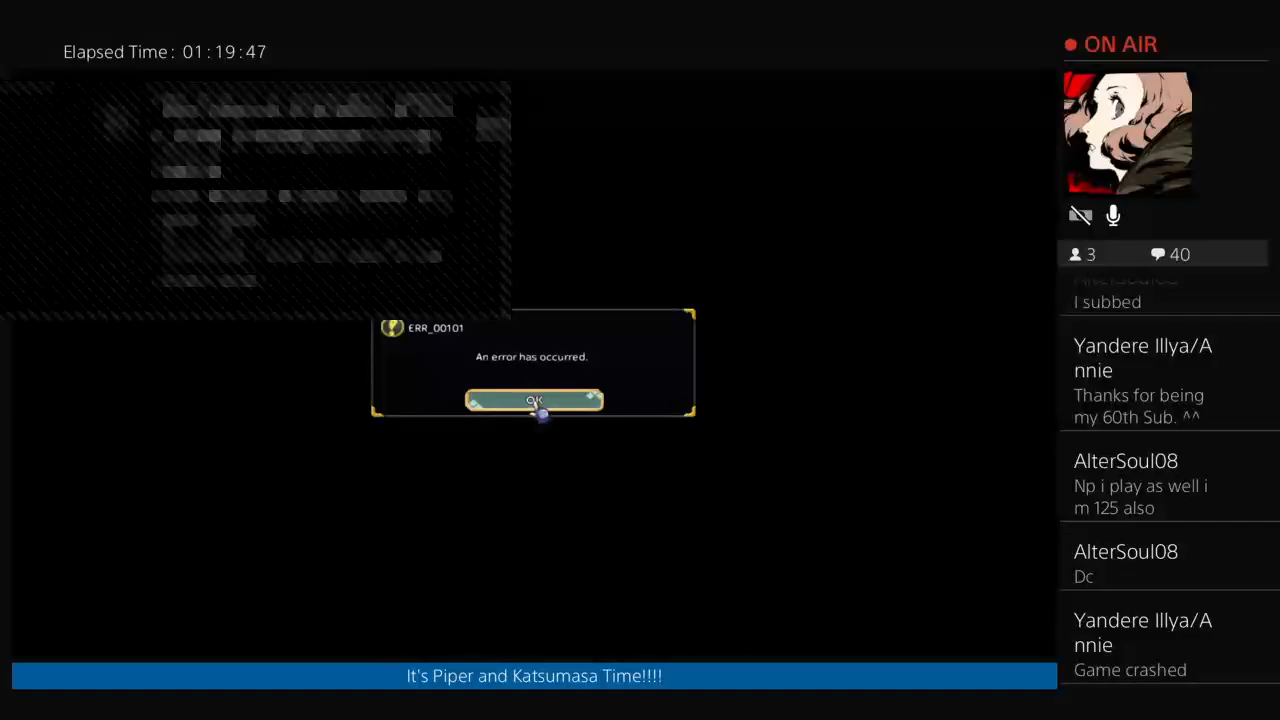 Elapsed Time: 01:19:47
ON AIR
3
40
I subbed
Yandere Illya/A
nnie
Thanks for being
my 60th Sub. ^^
AlterSoul08
Np i play as well i
m 125 also
AlterSoul08
Dc
Yandere Illya/A
nnie
Game crashed
ERR_00101
An error has occurred.
OK
It's Piper and Katsumasa Time!!!!